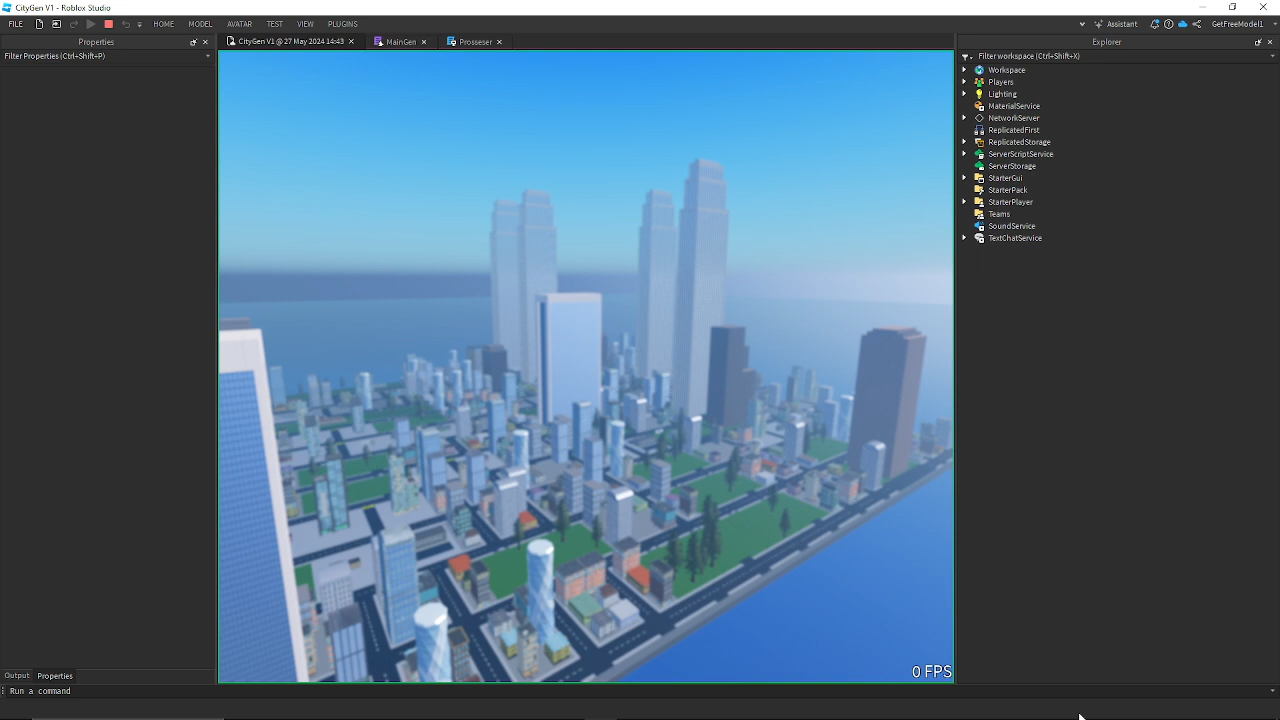 CityGen V1 - Roblox Studio
FILE HOME MODEL AVATAR TEST VIEW PLUGINS Assistant GetFreeModel1
Properties
CityGen V1 @ 27 May 2024 14:43
MainGen
Prosseser
Explorer
Filter Properties (Ctrl+Shift+P)
Filter workspace (Ctrl+Shift+X)
Workspace
Players
Lighting
MaterialService
NetworkServer
ReplicatedFirst
ReplicatedStorage
ServerScriptService
ServerStorage
StarterGui
StarterPack
StarterPlayer
Teams
SoundService
TextChatService
0 FPS
Output Properties
Run a command